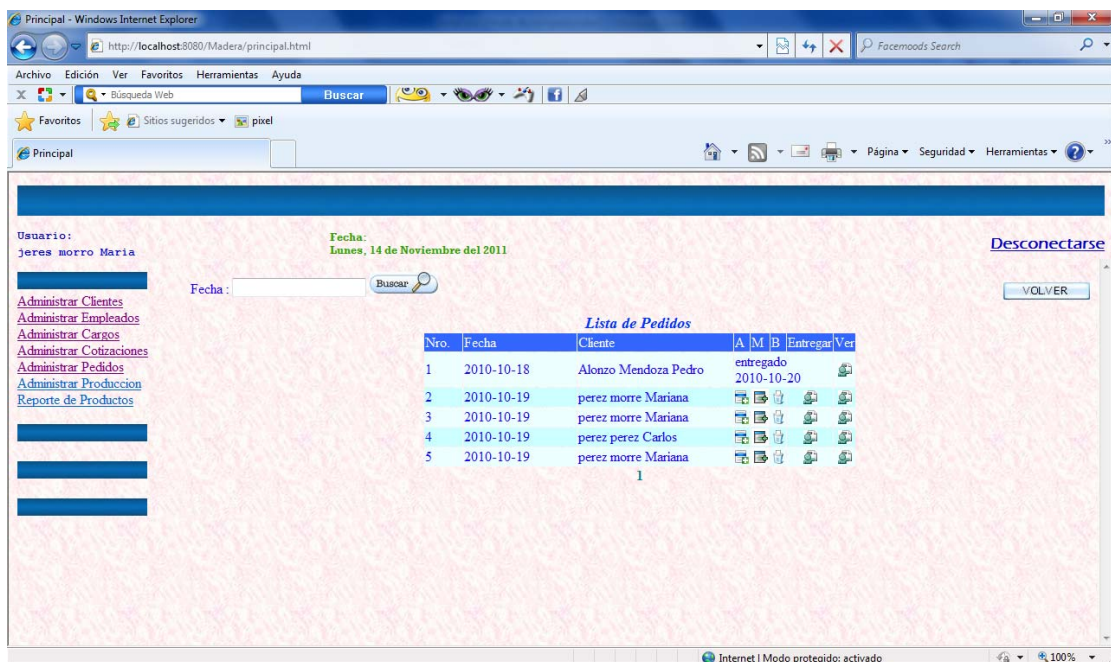 Principal - Windows Internet Explorer
http://localhost:8080/Madera/principal.html
Facemoods Search
Archivo Edición Ver Favoritos Herramientas Ayuda
X Búsqueda Web Buscar
Favoritos Sitios sugeridos pixel
Principal
Página Seguridad Herramientas
Usuario:
jeres morro Maria
Fecha:
Lunes, 14 de Noviembre del 2011
Desconectarse
Fecha : Buscar
VOLVER
Administrar Clientes
Administrar Empleados
Administrar Cargos
Administrar Cotizaciones
Administrar Pedidos
Administrar Produccion
Reporte de Productos
Lista de Pedidos
Nro. Fecha Cliente A M B Entregar Ver
1 2010-10-18 Alonzo Mendoza Pedro entregado 2010-10-20
2 2010-10-19 perez morre Mariana
3 2010-10-19 perez morre Mariana
4 2010-10-19 perez perez Carlos
5 2010-10-19 perez morre Mariana
1
Internet | Modo protegido: activado
100%